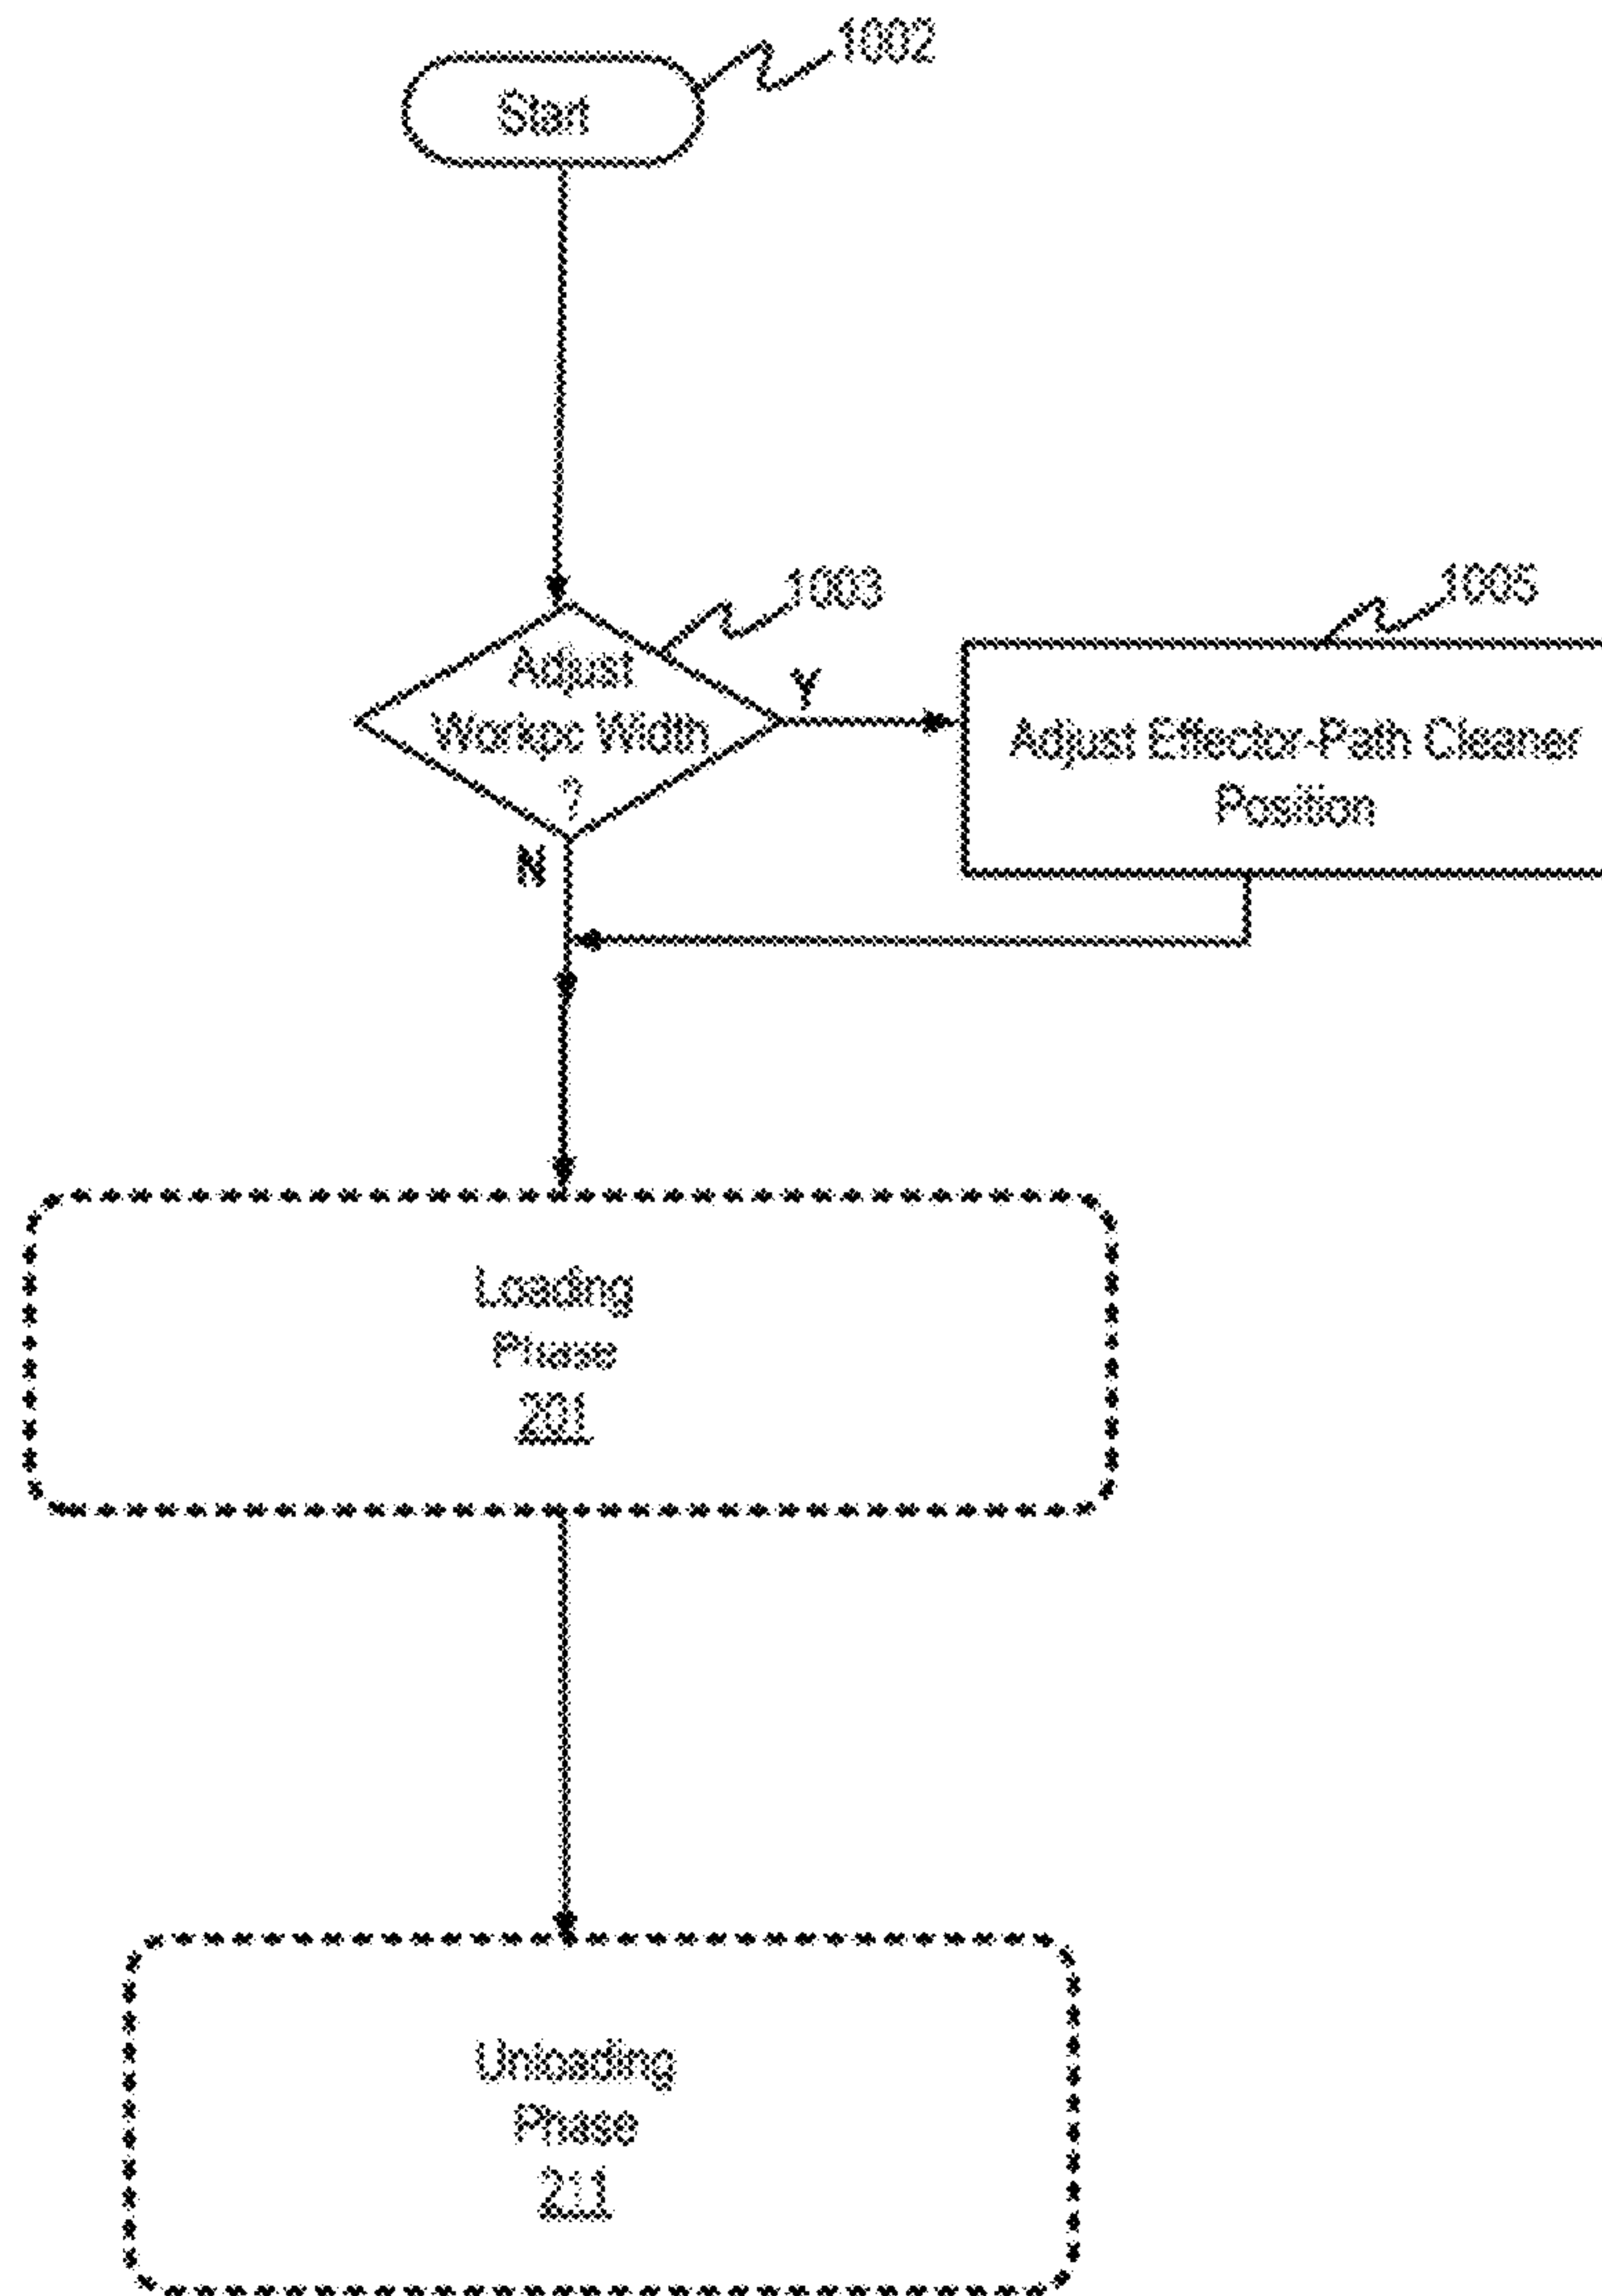 1002
Start
1003
Adjust
Workpc Width
?
Y
N
1005
Adjust Effector-Path Cleaner
Position
Loading
Phase
201
Unloading
Phase
211